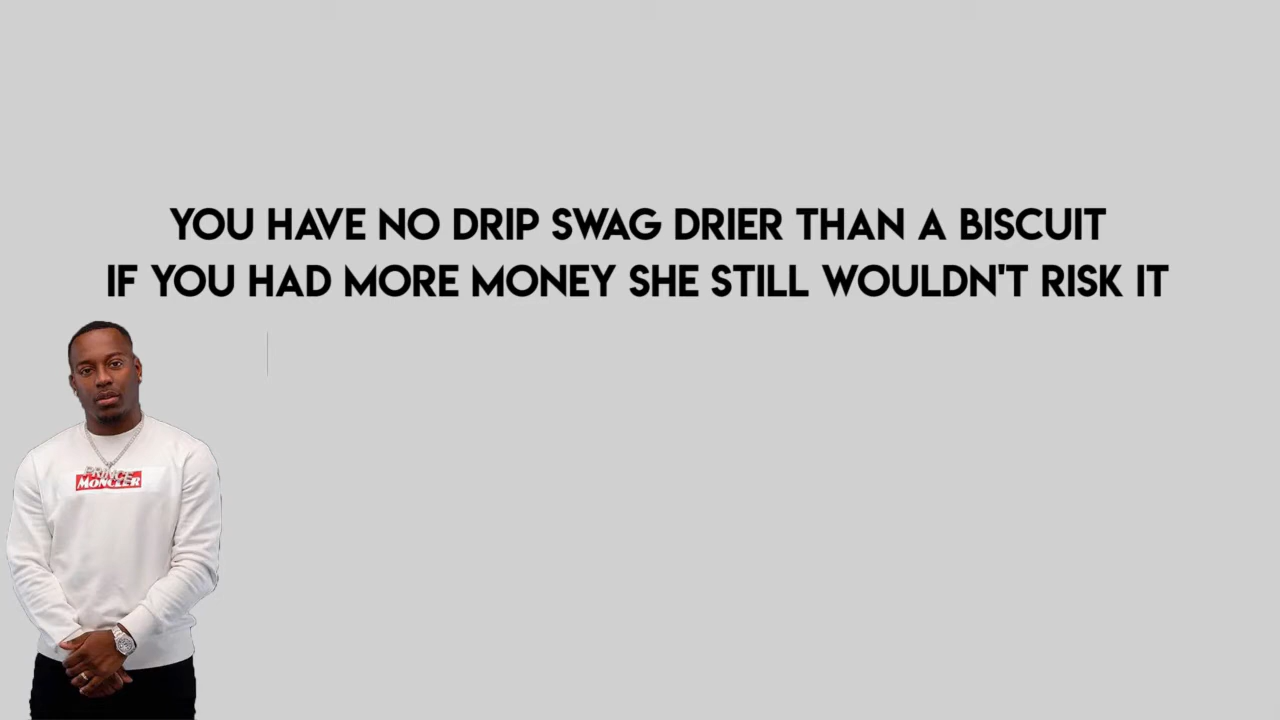 YOU HAVE NO DRIP SWAG DRIER THAN A BISCUIT
IF YOU HAD MORE MONEY SHE STILL WOULDN'T RISK IT
PRINCE
MONCLER